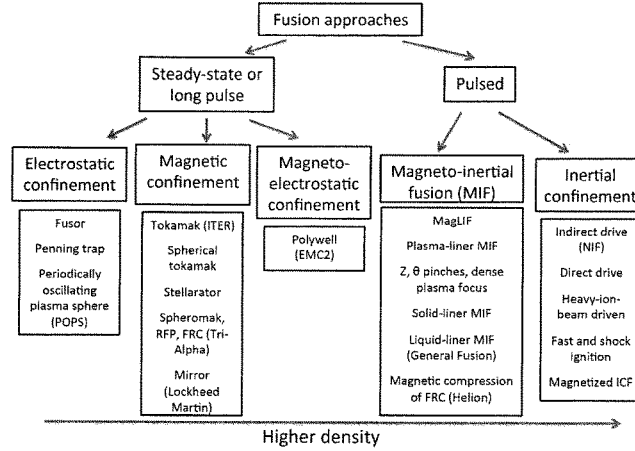 Fusion approaches
Steady-state or
long pulse
Pulsed
Electrostatic
confinement
Magnetic
confinement
Magneto-
electrostatic
confinement
Magneto-inertial
fusion (MIF)
Inertial
confinement
Fusor
Penning trap
Periodically
oscillating
plasma sphere
(POPS)
Tokamak (ITER)
Spherical
tokamak
Stellarator
Spheromak,
RFP, FRC (Tri-
Alpha)
Mirror
(Lockheed
Martin)
Polywell
(EMC2)
MagLIF
Plasma-liner MIF
Z, θ pinches, dense
plasma focus
Solid-liner MIF
Liquid-liner MIF
(General Fusion)
Magnetic compression
of FRC (Helion)
Indirect drive
(NIF)
Direct drive
Heavy-ion-
beam driven
Fast and shock
ignition
Magnetized ICF
Higher density